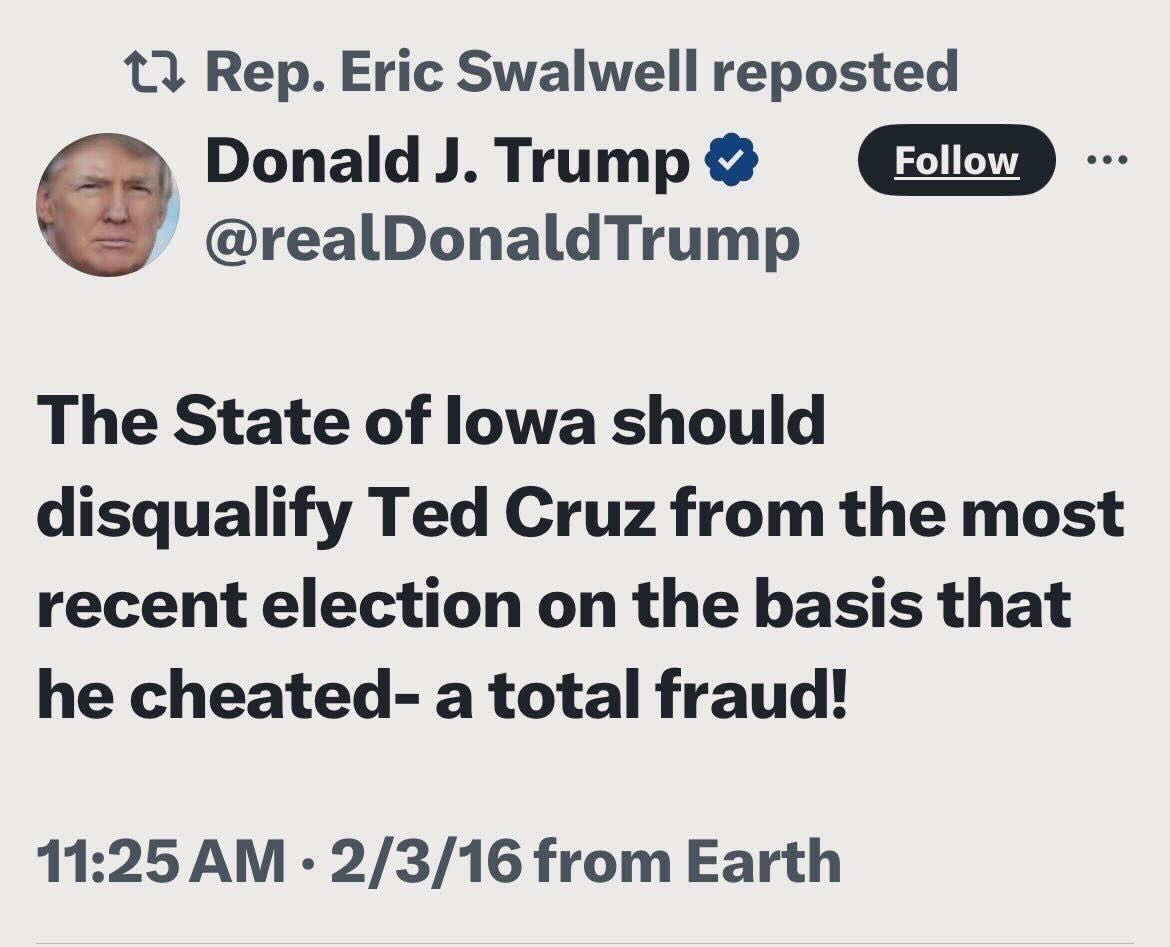 Rep. Eric Swalwell reposted
Donald J. Trump
Follow
@realDonaldTrump
The State of Iowa should
disqualify Ted Cruz from the most
recent election on the basis that
he cheated- a total fraud!
11:25 AM · 2/3/16 from Earth